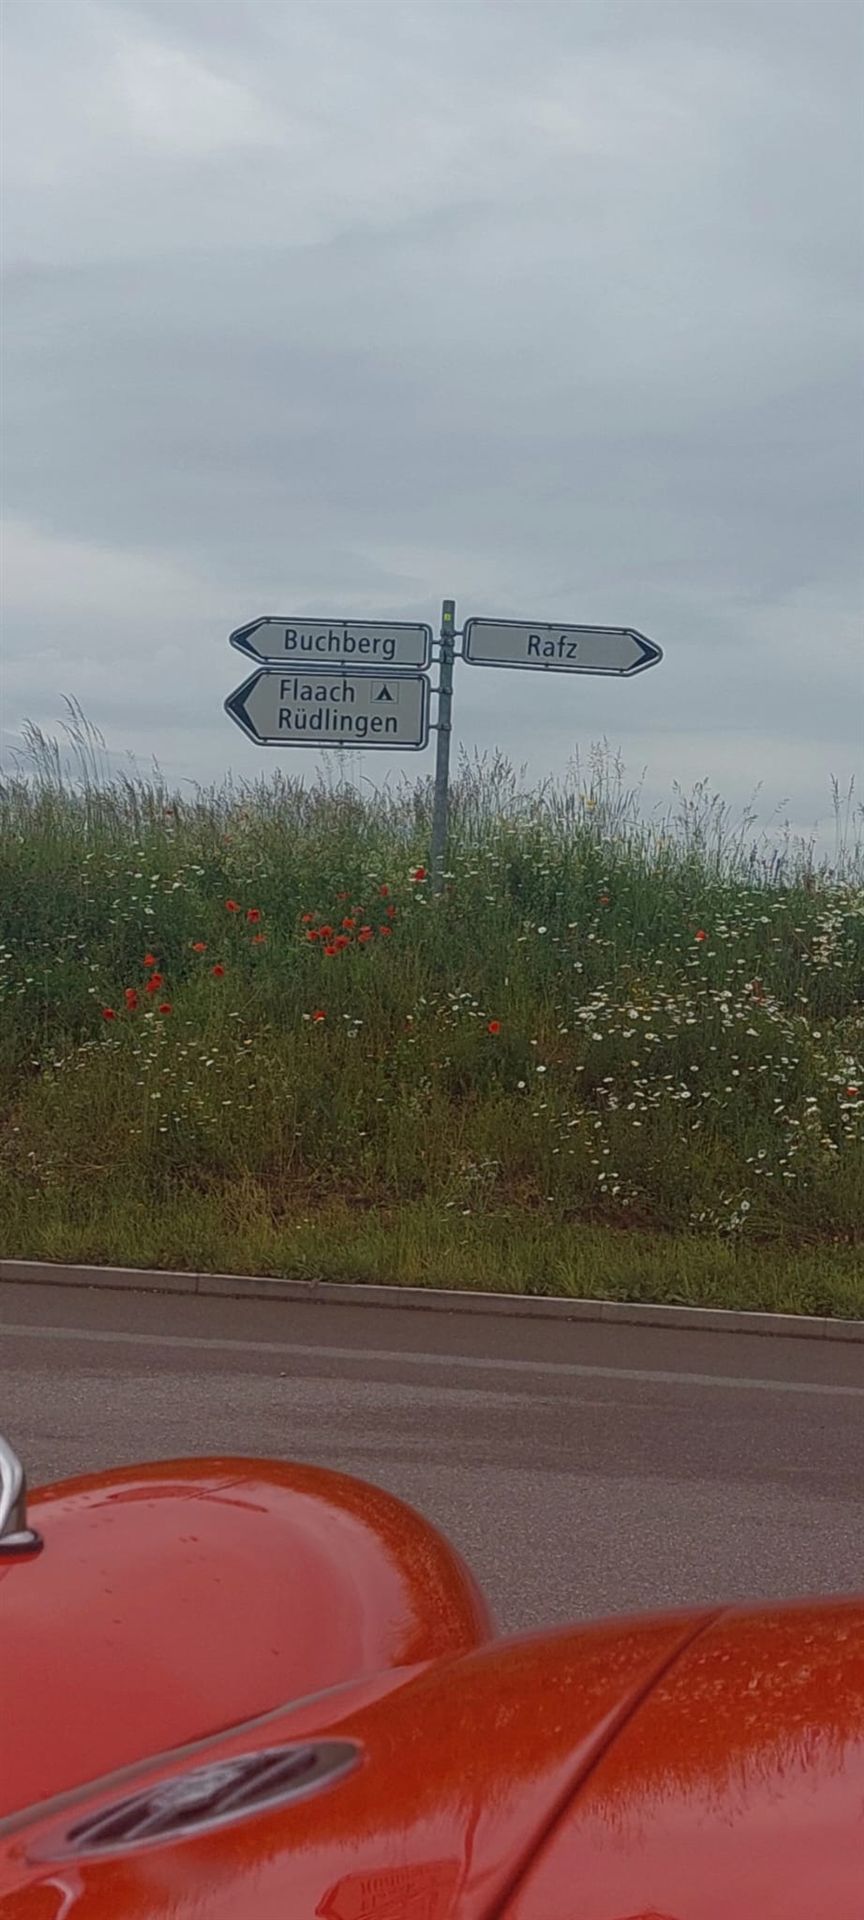 Buchberg
Rafz
Flaach
Rüdlingen